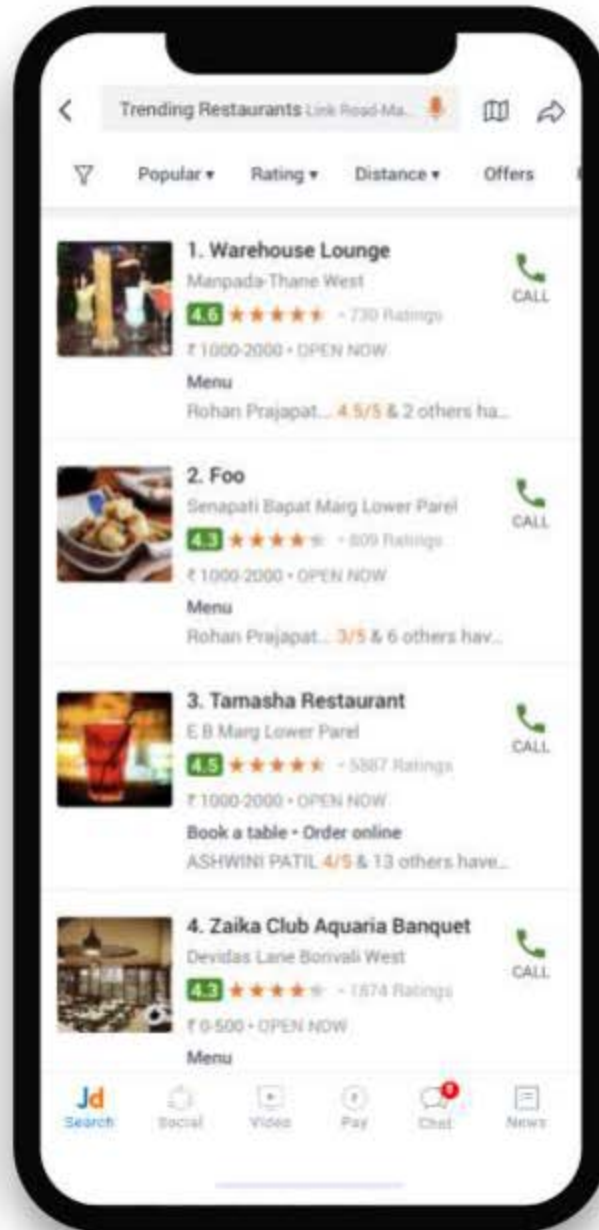 Trending Restaurants Link Road-Ma..
Popular ▾ Rating ▾ Distance ▾ Offers
1. Warehouse Lounge
Manpada-Thane West
CALL
4.6 ★★★★★ • 730 Ratings
₹ 1000-2000 • OPEN NOW
Menu
Rohan Prajapat... 4.5/5 & 2 others ha...
2. Foo
Senapati Bapat Marg Lower Parel
CALL
4.3 ★★★★★ • 809 Ratings
₹ 1000-2000 • OPEN NOW
Menu
Rohan Prajapat... 3/5 & 6 others hav...
3. Tamasha Restaurant
E B Marg Lower Parel
CALL
4.5 ★★★★★ • 5887 Ratings
₹ 1000-2000 • OPEN NOW
Book a table • Order online
ASHWINI PATIL 4/5 & 13 others have...
4. Zaika Club Aquaria Banquet
Devidas Lane Borivali West
CALL
4.3 ★★★★★ • 1874 Ratings
₹ 0-500 • OPEN NOW
Menu
Jd
Search Social Video Pay Chat News